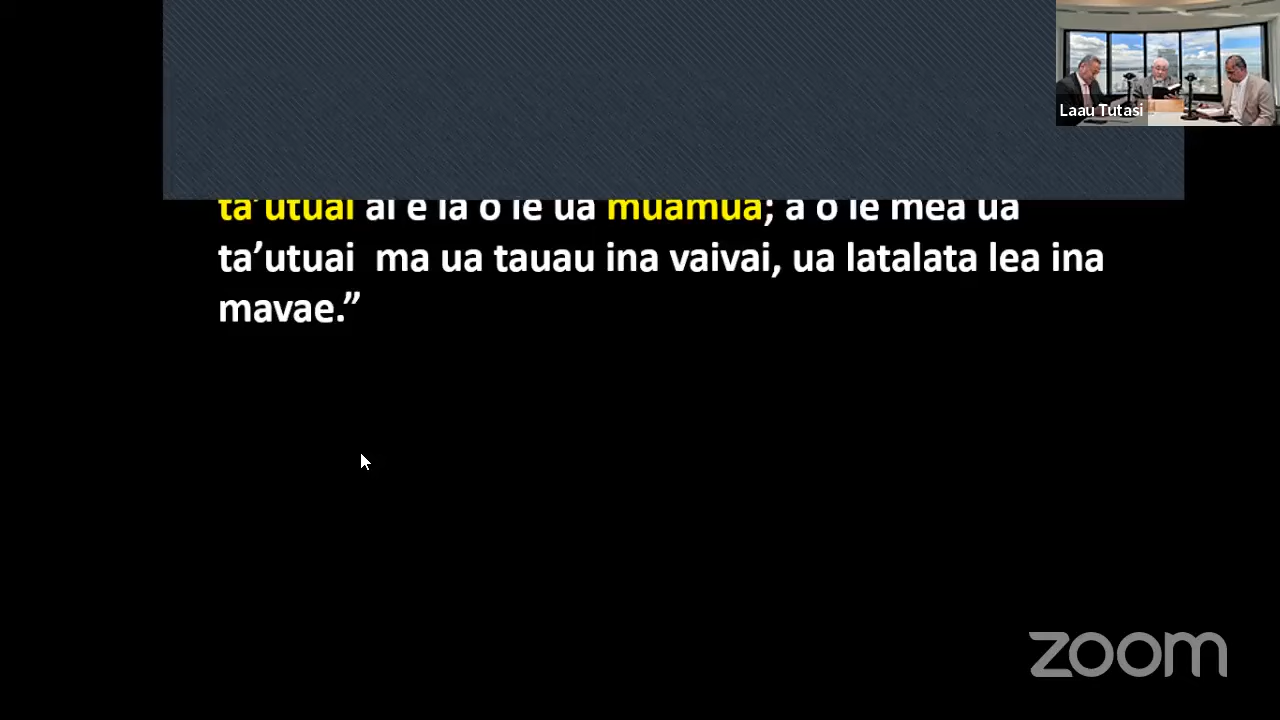 Laau Tutasi
ta’utuai ai e ia o le ua muamua; a o le mea ua
ta’utuai ma ua tauau ina vaivai, ua latalata lea ina
mavae.”
zoom